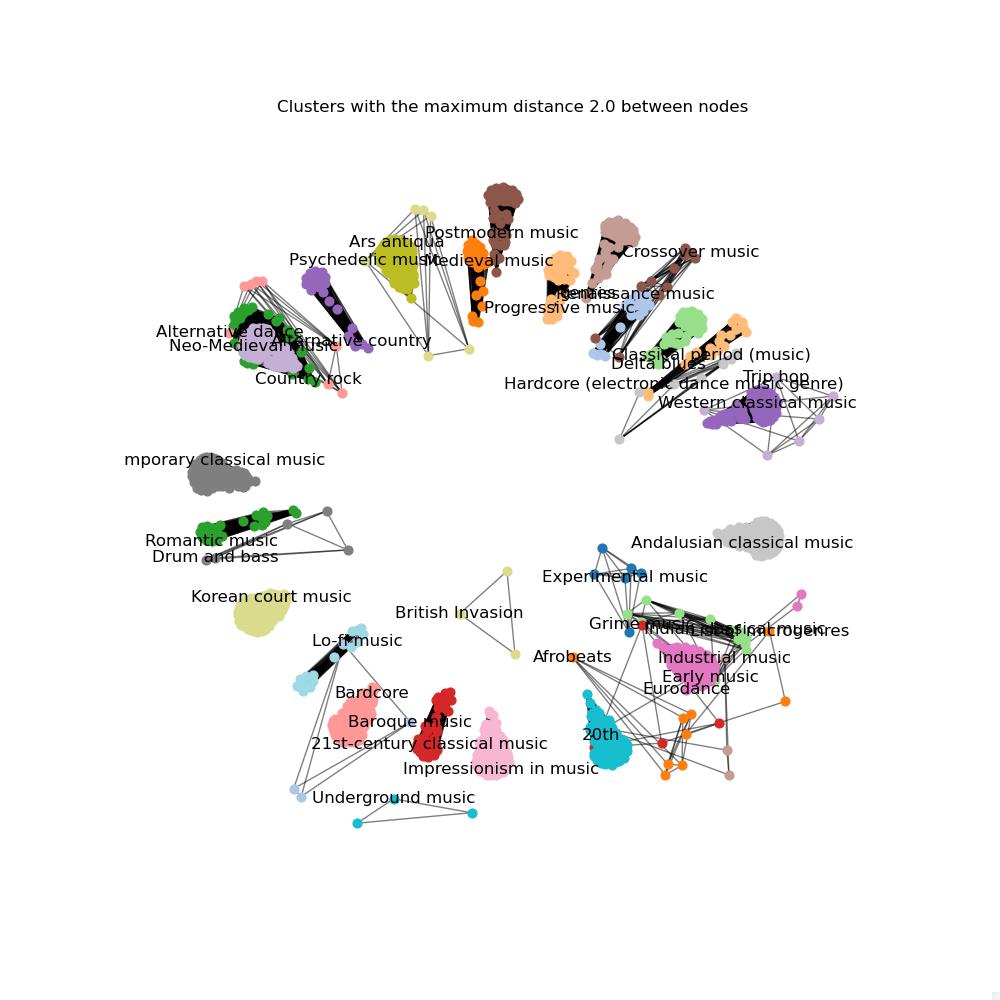 Clusters with the maximum distance 2.0 between nodes
Postmodern music
Ars antiqua
Crossover music
Psychedelic music
Medieval music
Renaissance music
Progressive music
Alternative dance
Alternative country
Neo-Medieval music
Classical period (music)
Delta blues
Country rock
Trip hop
Hardcore (electronic dance music genre)
Western classical music
mporary classical music
Romantic music
Andalusian classical music
Drum and bass
Experimental music
Korean court music
British Invasion
Grime music
Indian classical music
List of microgenres
Lo-fi music
Afrobeats
Industrial music
Early music
Eurodance
Bardcore
Baroque music
20th
21st-century classical music
Impressionism in music
Underground music